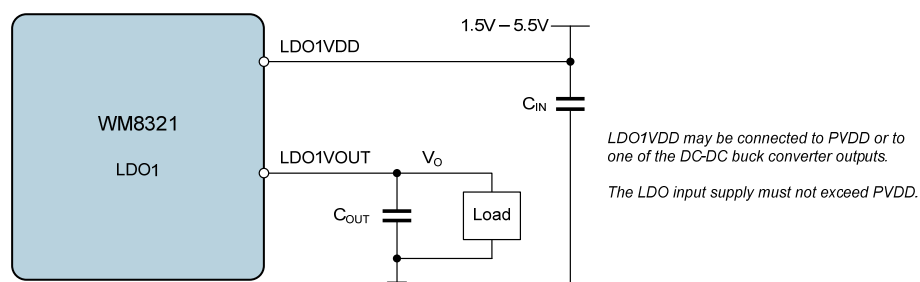 1.5V – 5.5V
LDO1VDD
CIN
WM8321
LDO1
LDO1VOUT
VO
COUT
Load
LDO1VDD may be connected to PVDD or to
one of the DC-DC buck converter outputs.
The LDO input supply must not exceed PVDD.